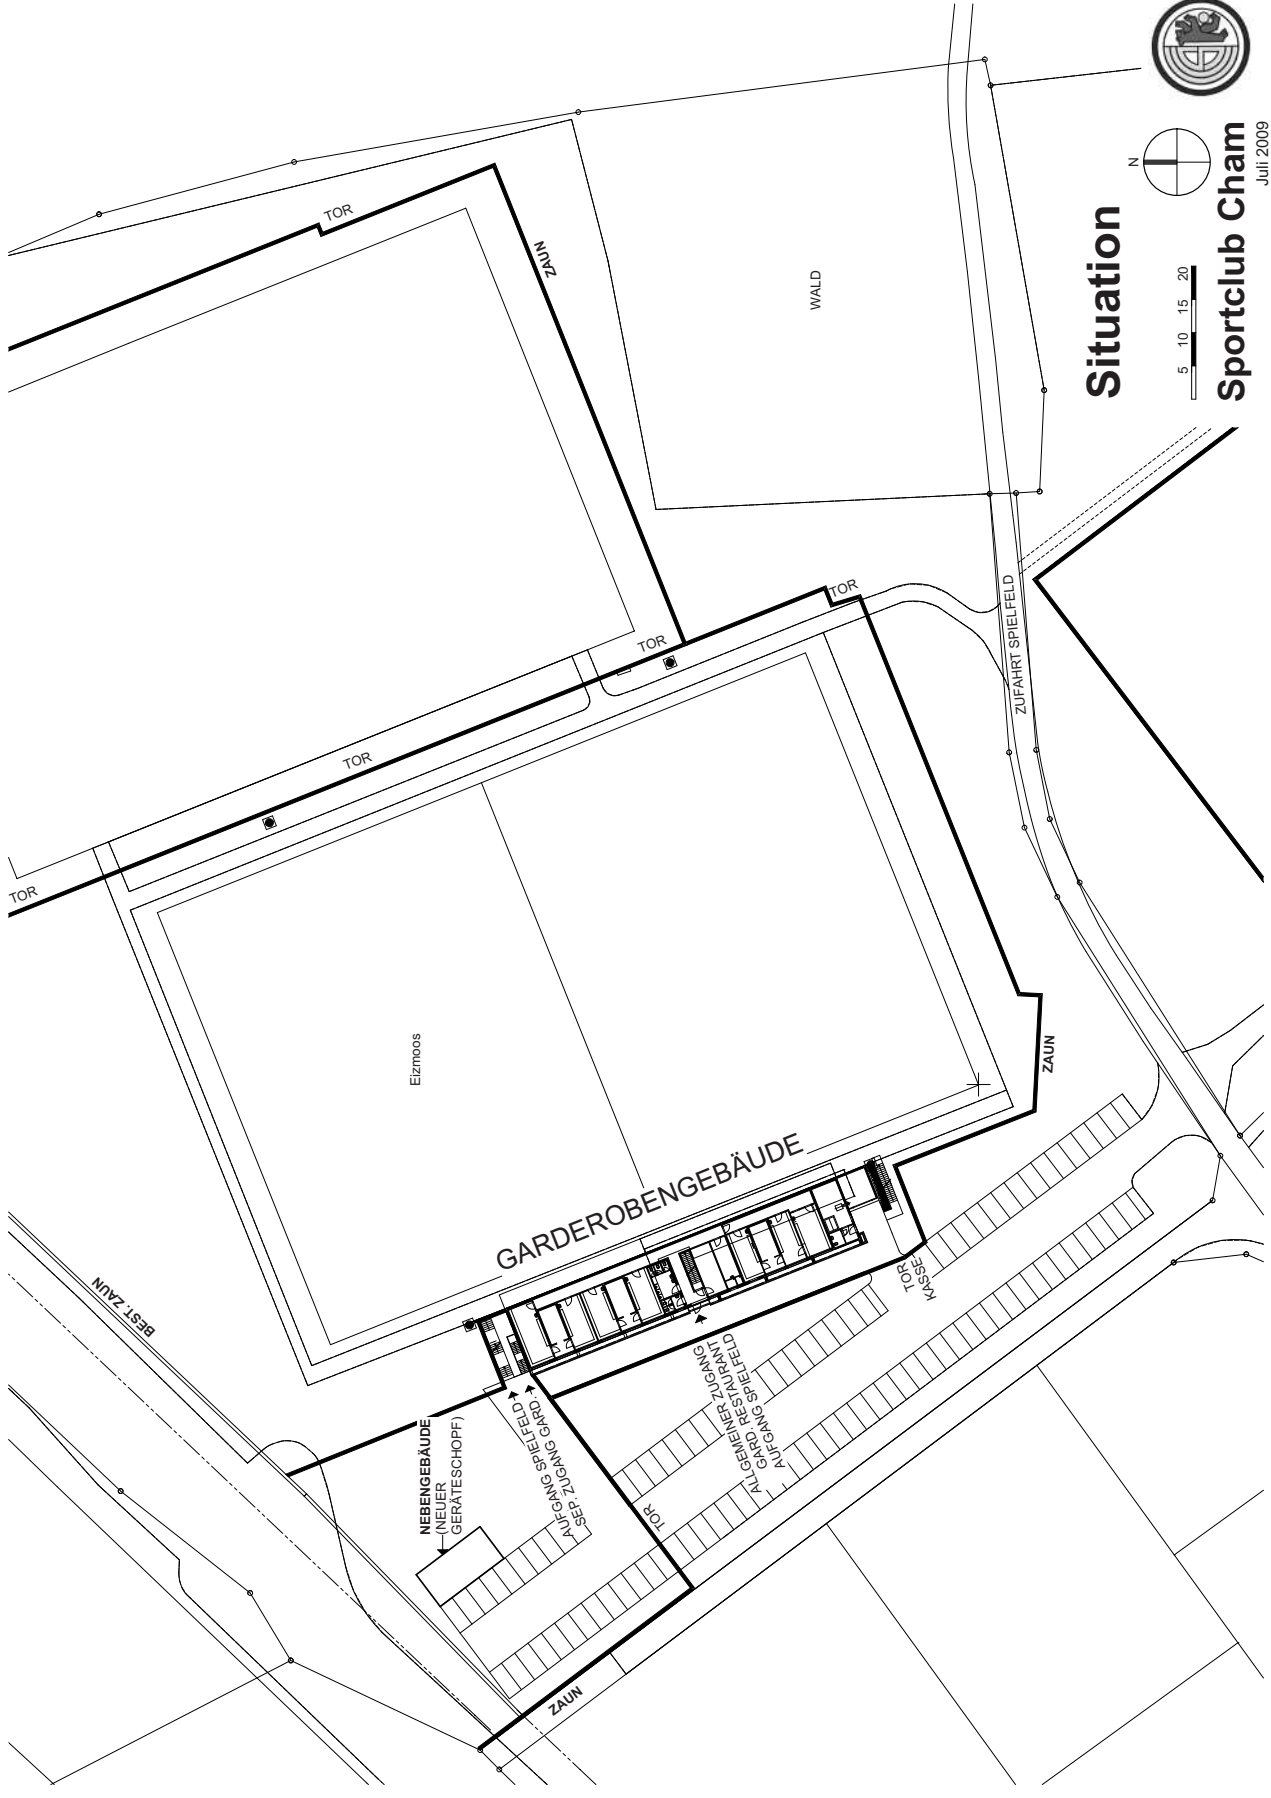 TOR
ZAUN
WALD
N
Situation
5 10 15 20
Sportclub Cham
Juli 2009
TOR
TOR
TOR
TOR
ZUFAHRT SPIELFELD
Eizmoos
ZAUN
GARDEROBENGEBÄUDE
BEST. ZAUN
TOR
KASSE
ALLGEMEINER ZUGANG
GARD. RESTAURANT
AUFGANG SPIELFELD
AUFGANG SPIELFELD
SEP. ZUGANG GARD.
NEBENGEBÄUDE
(NEUER
GERÄTESCHOPF)
TOR
ZAUN